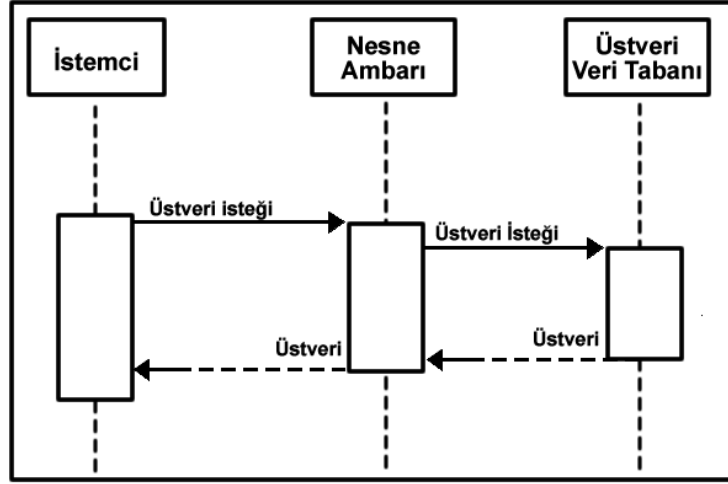 İstemci
Nesne
Ambarı
Üstveri
Veri Tabanı
Üstveri isteği
Üstveri İsteği
Üstveri
Üstveri